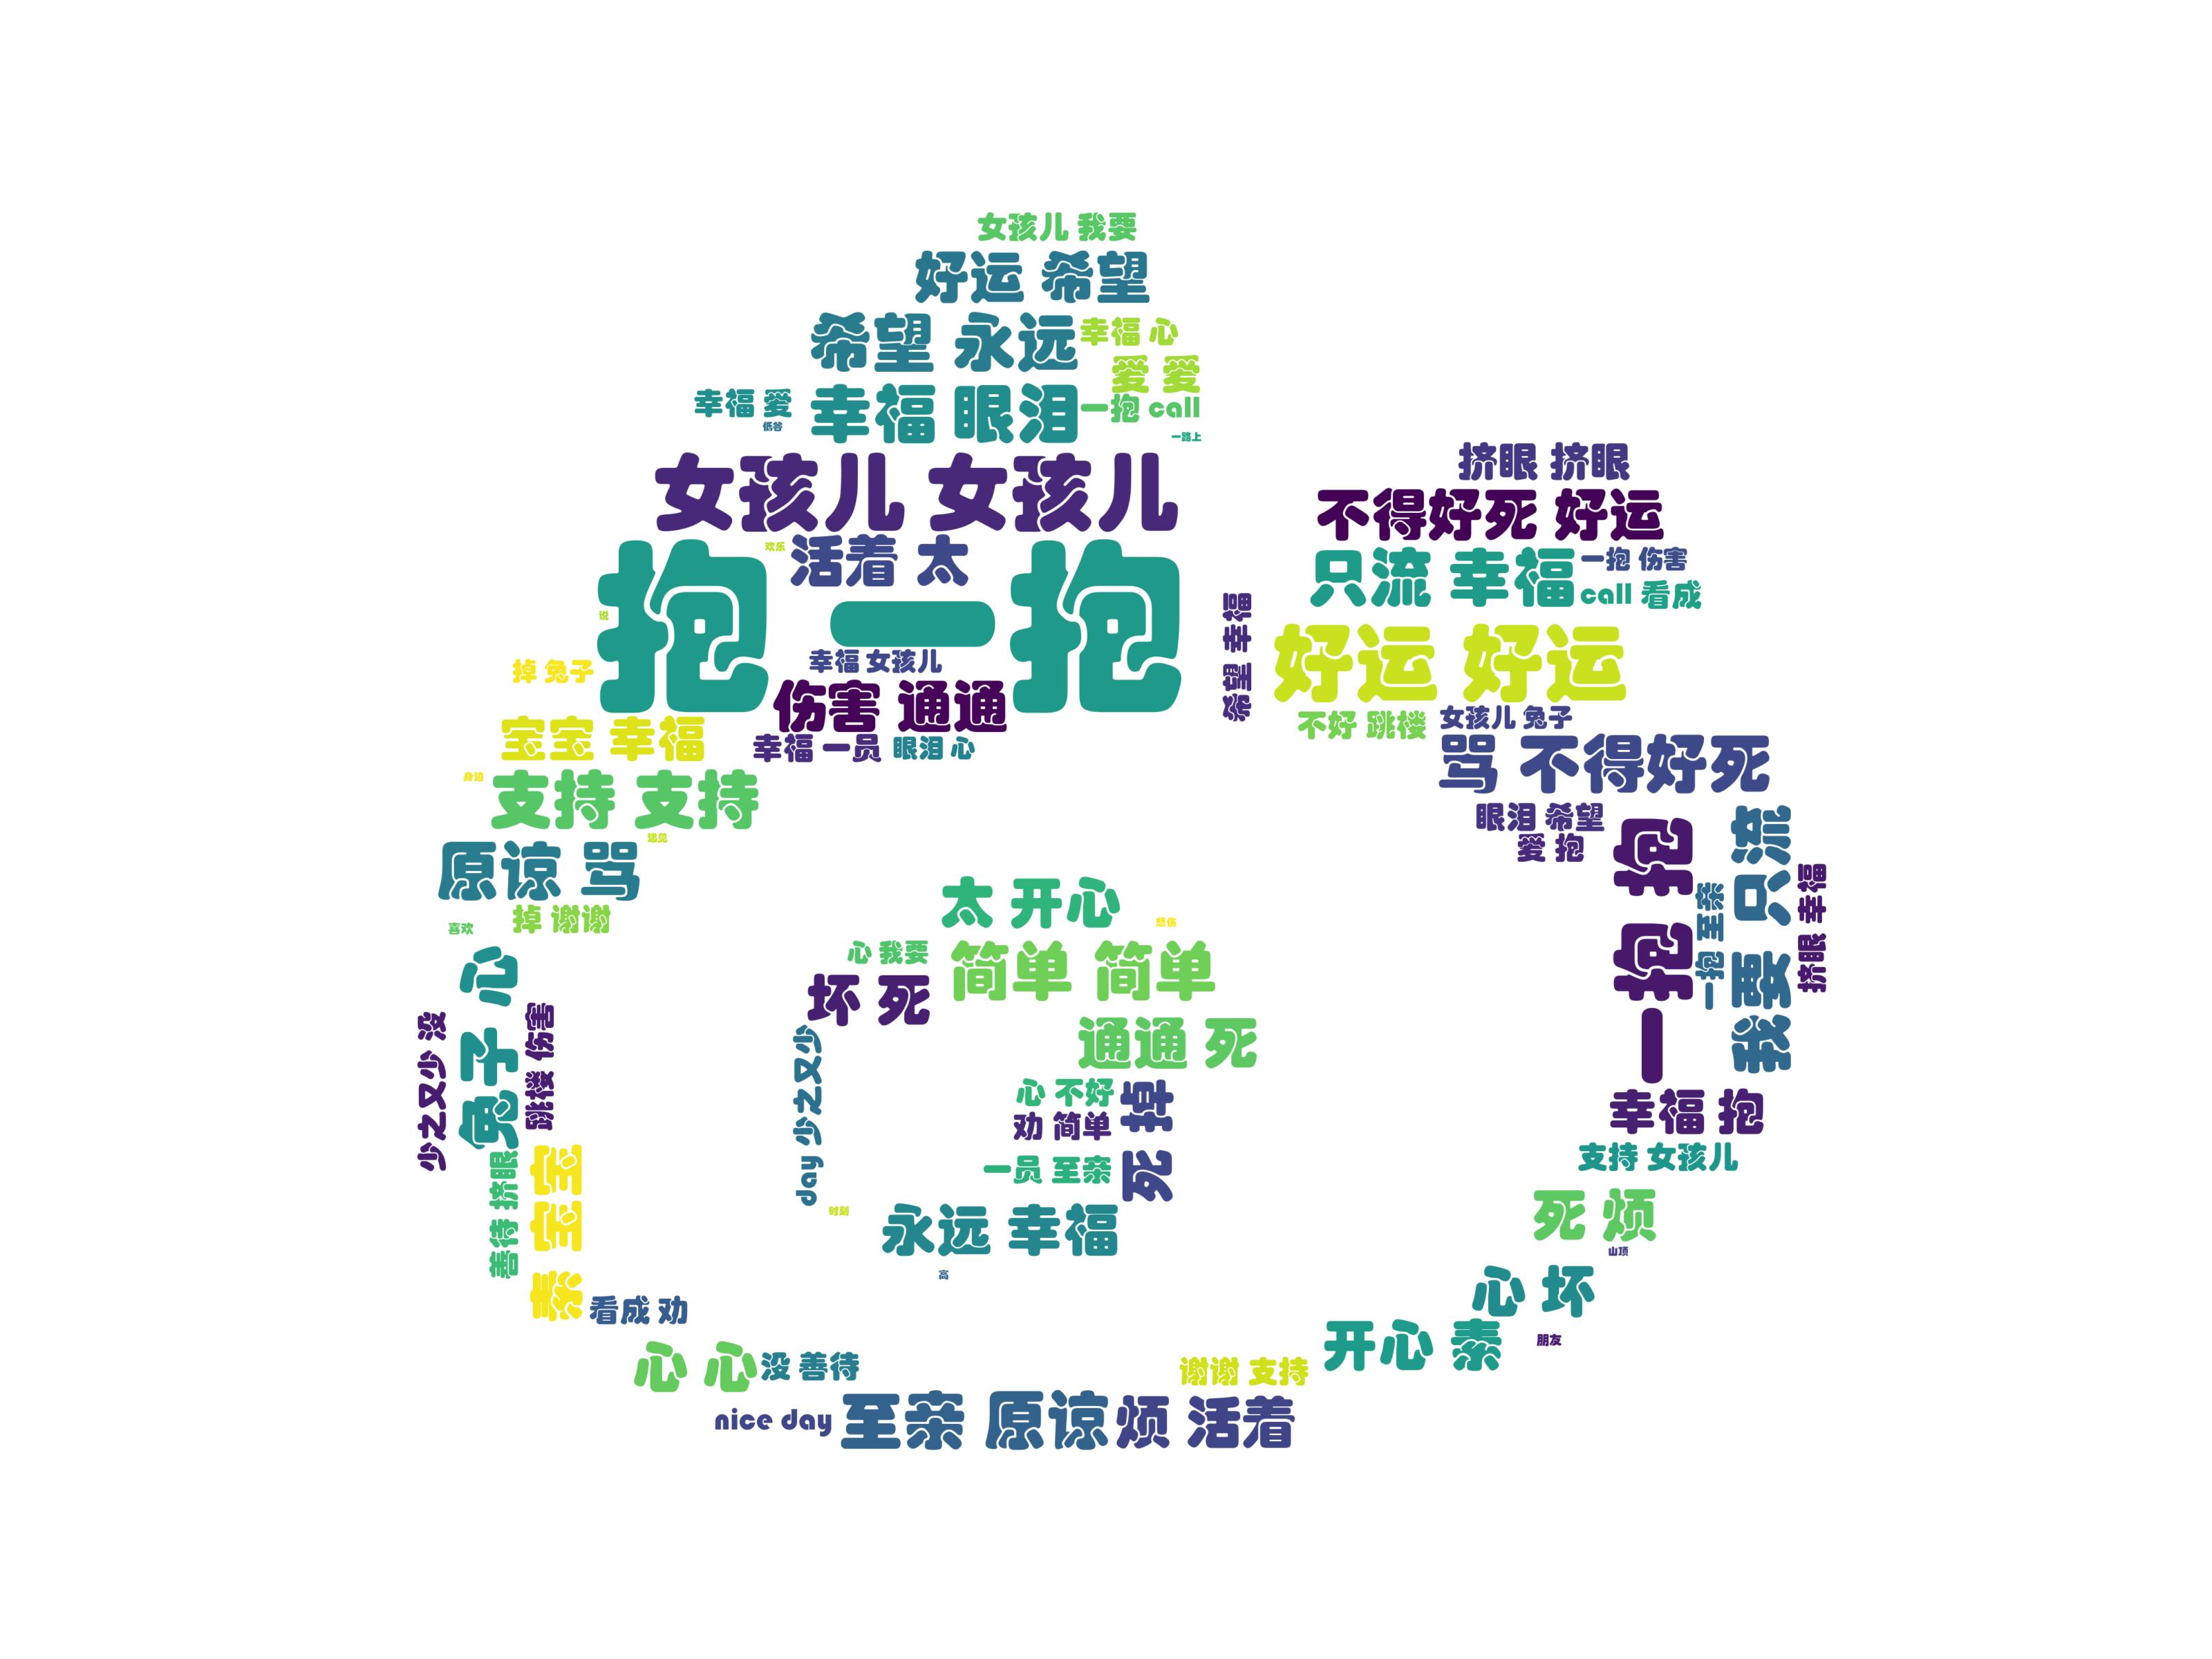 女孩儿 我要
好运 希望
希望 永远
幸福 心
爱 爱
幸福 爱
低谷
幸福 眼泪
一抱 call
一路上
女孩儿 女孩儿
欢乐
活着 太
抱 一抱
说
幸福 女孩儿
掉 兔子
伤害 通通
宝宝 幸福
幸福 一员
眼泪 心
身边
支持 支持
遇见
原谅 骂
掉 谢谢
喜欢
挤眼 挤眼
不得好死 好运
只流 幸福
一抱 伤害
call 看成
希望 幸福
好运 好运
不好 跳楼
女孩儿 兔子
骂 不得好死
眼泪 希望
爱 抱
一抱 抱
我要 只流
一抱 至亲
挤眼 幸福
幸福 抱
支持 女孩儿
死 烦
山顶
心 坏
开心 素
朋友
太 开心
悲伤
心 我要
简单 简单
坏 死
通通 死
day 少之又少
心 不好
劝 简单
死 掉
一员 至亲
时刻
永远 幸福
高
兔子 心
少之又少 没
跳楼 伤害
善待 挤眼
素 宝宝
看成 劝
心 心
没 善待
谢谢 支持
nice day
至亲 原谅
烦 活着